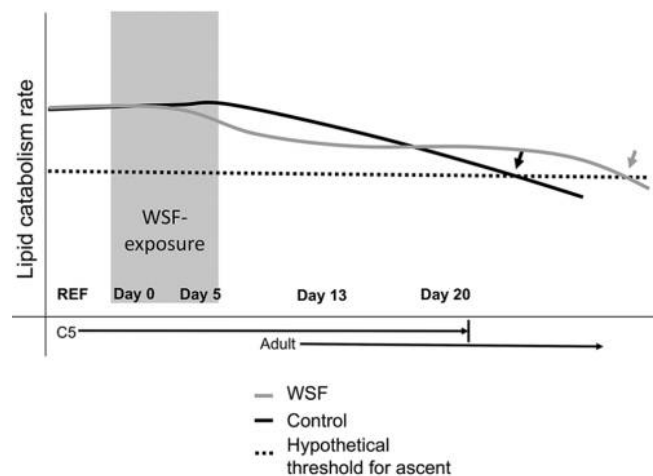 Lipid catabolism rate
WSF-
exposure
REF Day 0 Day 5 Day 13 Day 20
C5
Adult
WSF
Control
Hypothetical
threshold for ascent